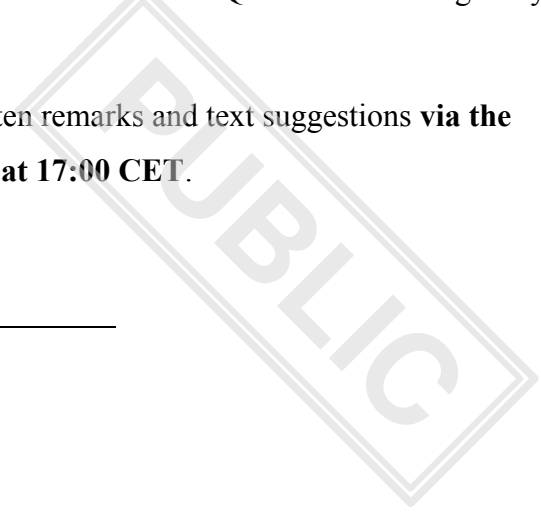 ten remarks and text suggestions via the
at 17:00 CET.
PUBLIC